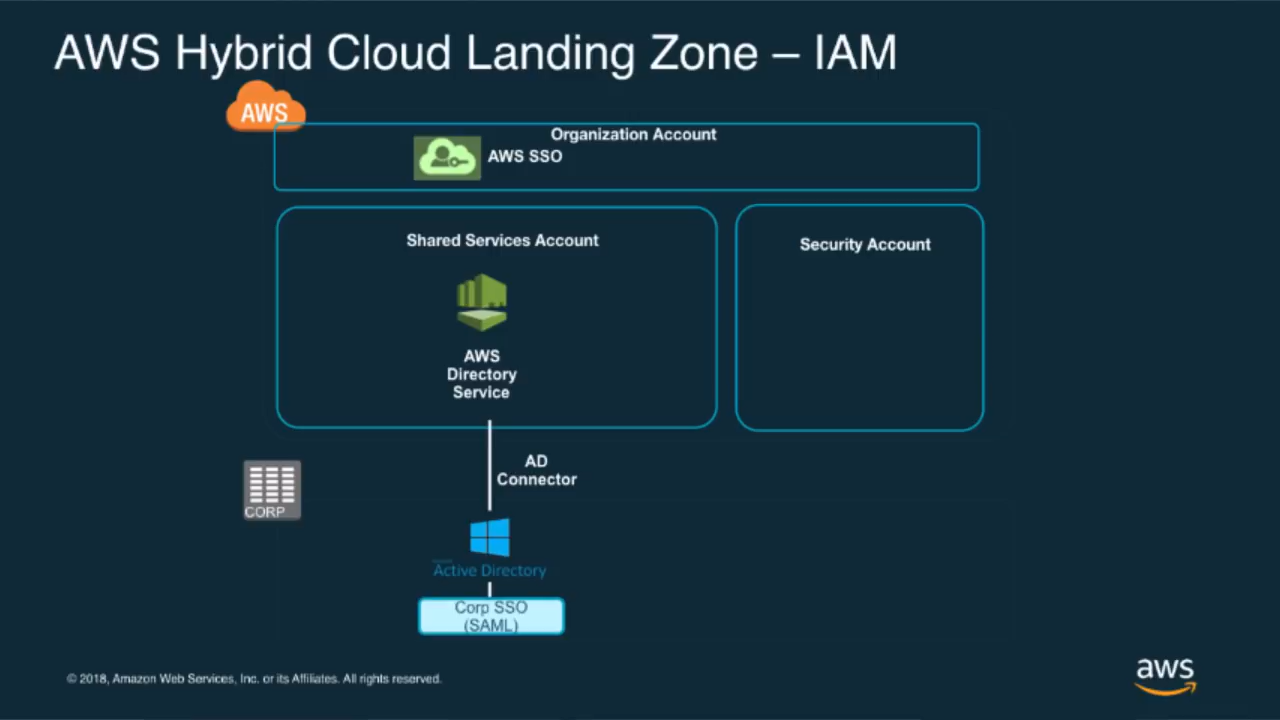 AWS Hybrid Cloud Landing Zone – IAM
AWS
Organization Account
AWS SSO
Shared Services Account
Security Account
AWS
Directory
Service
AD
Connector
CORP
Active Directory
Corp SSO
(SAML)
© 2018, Amazon Web Services, Inc. or its Affiliates. All rights reserved.
aws